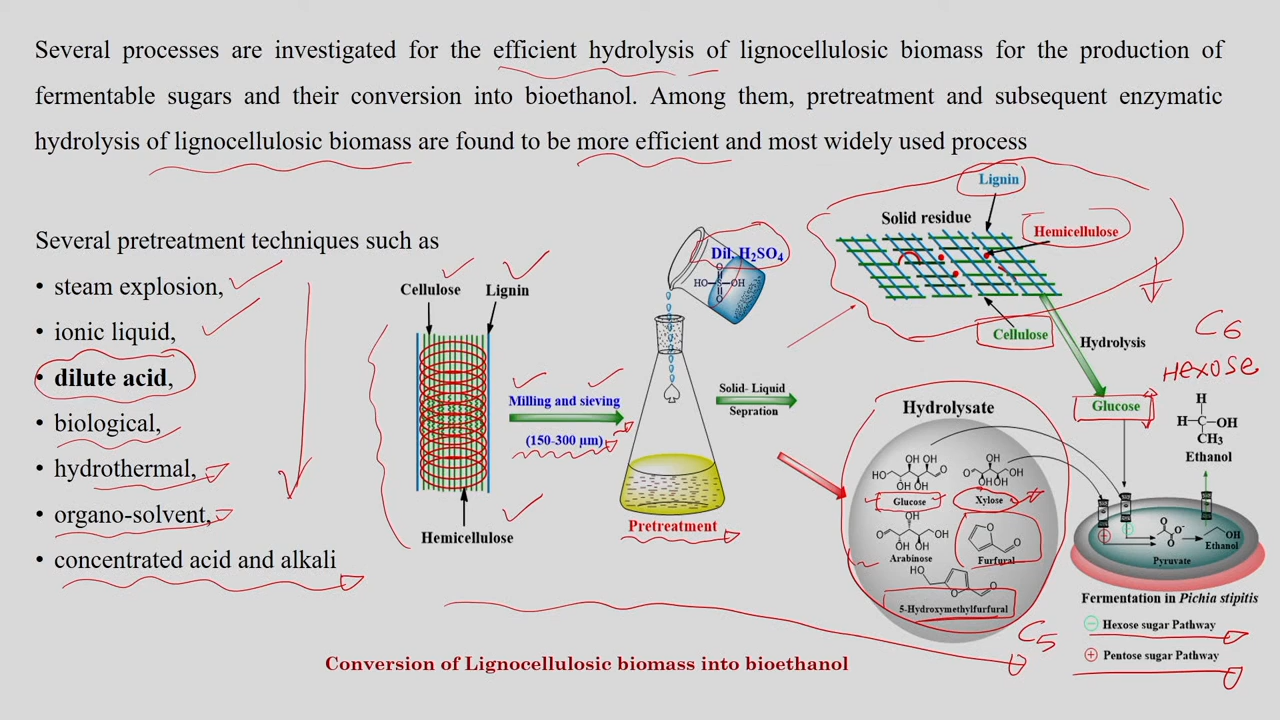 Several processes are investigated for the efficient hydrolysis of lignocellulosic biomass for the production of
fermentable sugars and their conversion into bioethanol. Among them, pretreatment and subsequent enzymatic
hydrolysis of lignocellulosic biomass are found to be more efficient and most widely used process
Several pretreatment techniques such as
• steam explosion,
• ionic liquid,
• dilute acid,
• biological,
• hydrothermal,
• organo-solvent,
• concentrated acid and alkali
Cellulose
Lignin
Hemicellulose
Milling and sieving
(150-300 µm)
Dil. H₂SO₄
HO S OH
O
O
Pretreatment
Solid- Liquid
Sepration
Lignin
Solid residue
Hemicellulose
Cellulose
Hydrolysis
C6
HEXOSE
Glucose
H
H-C-OH
CH₃
Ethanol
Hydrolysate
Glucose
Xylose
Arabinose
Furfural
5-Hydroxymethylfurfural
C5
Pyruvate
Ethanol
Fermentation in Pichia stipitis
Hexose sugar Pathway
Pentose sugar Pathway
Conversion of Lignocellulosic biomass into bioethanol